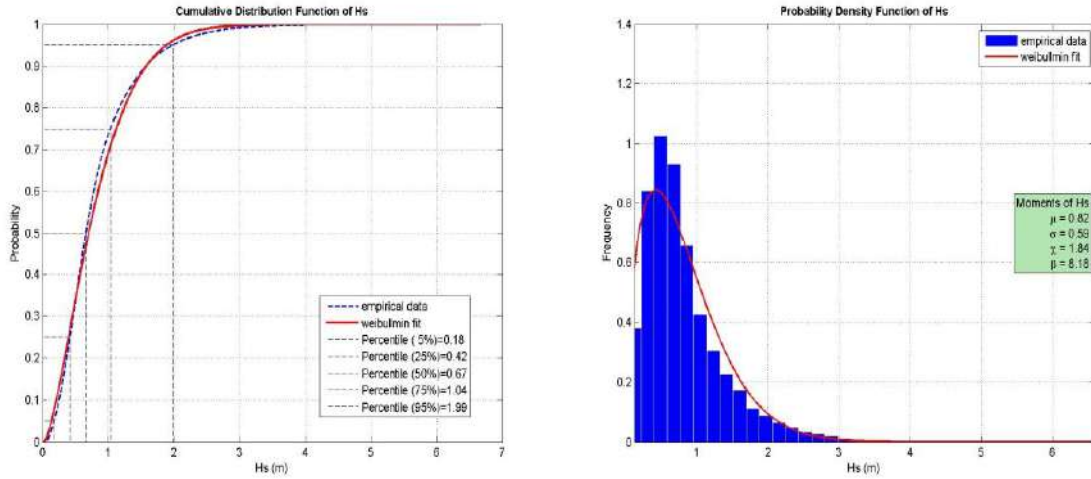 Cumulative Distribution Function of Hs
1
0.9
0.8
0.7
0.6
0.5
0.4
0.3
0.2
0.1
0
Probability
0
1
2
3
4
5
6
7
Hs (m)
empirical data
weibullmin fit
Percentile ( 5%)=0.18
Percentile (25%)=0.42
Percentile (50%)=0.67
Percentile (75%)=1.04
Percentile (95%)=1.99
Probability Density Function of Hs
1.4
1.2
1
0.8
0.6
0.4
0.2
0
Frequency
1
2
3
4
5
6
Hs (m)
empirical data
weibullmin fit
Moments of Hs
μ = 0.82
σ = 0.59
χ = 1.84
β = 8.18